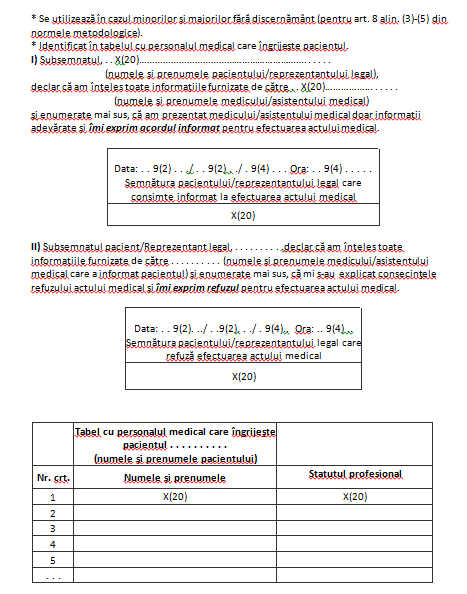 * Se utilizează în cazul minorilor și majorilor fără discernământ (pentru art. 8 alin. (3)-(5) din
normele metodologice).
* Identificat în tabelul cu personalul medical care îngrijește pacientul.
I) Subsemnatul, . . X(20)……………………………………………………. . . . . .
(numele și prenumele pacientului/reprezentantului legal),
declar că am înțeles toate informațiile furnizate de către . . . X(20)……………… . . . . .
(numele și prenumele medicului/asistentului medical)
și enumerate mai sus, că am prezentat medicului/asistentului medical doar informații
adevărate și îmi exprim acordul informat pentru efectuarea actului medical.
Data: . . 9(2) . . ./. . 9(2). . ./ . 9(4) . . . Ora: . . 9(4) . . . . .
Semnătura pacientului/reprezentantului legal care
consimte informat la efectuarea actului medical
X(20)
II) Subsemnatul pacient/Reprezentant legal, . . . . . . . . . .,declar că am înțeles toate
informațiile furnizate de către . . . . . . . . . . (numele și prenumele medicului/asistentului
medical care a informat pacientul) și enumerate mai sus, că mi s-au explicat consecințele
refuzului actului medical și îmi exprim refuzul pentru efectuarea actului medical.
Data: . . 9(2). ../ . .9(2). . ./ . 9(4).. Ora: .. 9(4)...
Semnătura pacientului/reprezentantului legal care
refuză efectuarea actului medical
X(20)
Tabel cu personalul medical care îngrijește
pacientul . . . . . . . . . .
(numele și prenumele pacientului)
Nr. crt. Numele și prenumele Statutul profesional
1 X(20) X(20)
2
3
4
5
. . .